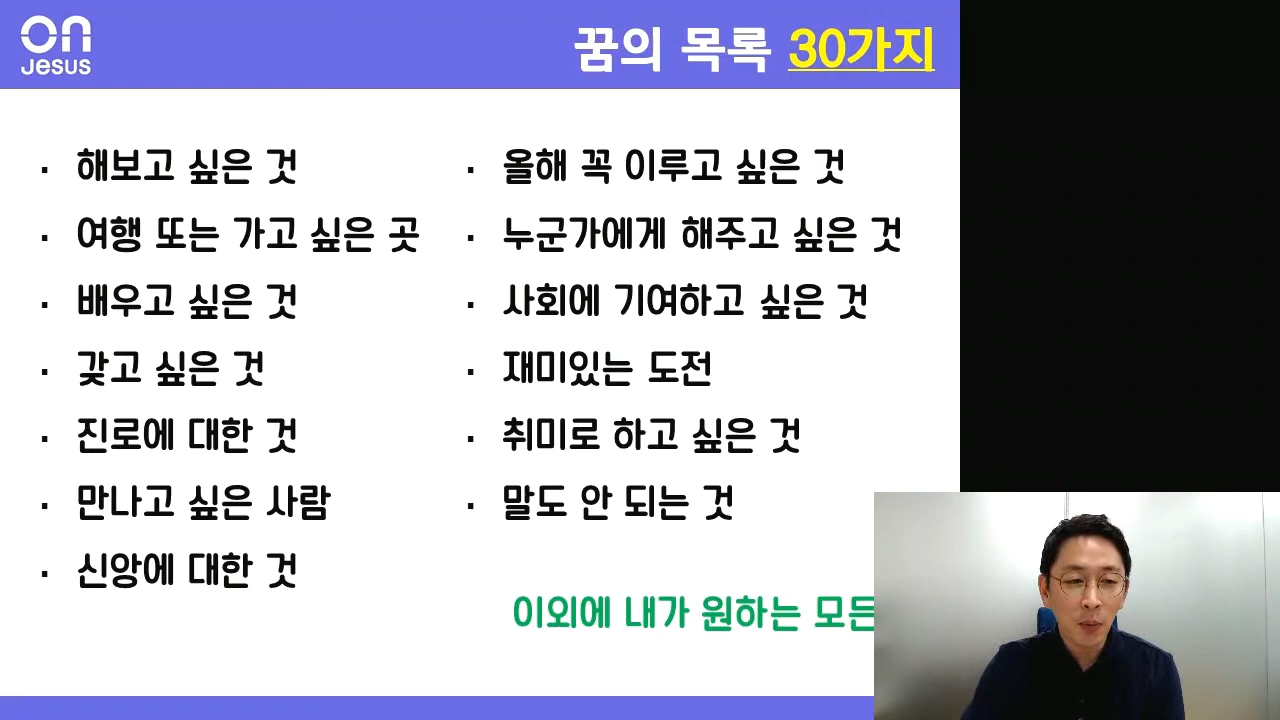 on
Jesus
꿈의 목록 30가지
· 해보고 싶은 것
· 여행 또는 가고 싶은 곳
· 배우고 싶은 것
· 갖고 싶은 것
· 진로에 대한 것
· 만나고 싶은 사람
· 신앙에 대한 것
· 올해 꼭 이루고 싶은 것
· 누군가에게 해주고 싶은 것
· 사회에 기여하고 싶은 것
· 재미있는 도전
· 취미로 하고 싶은 것
· 말도 안 되는 것
이외에 내가 원하는 모든